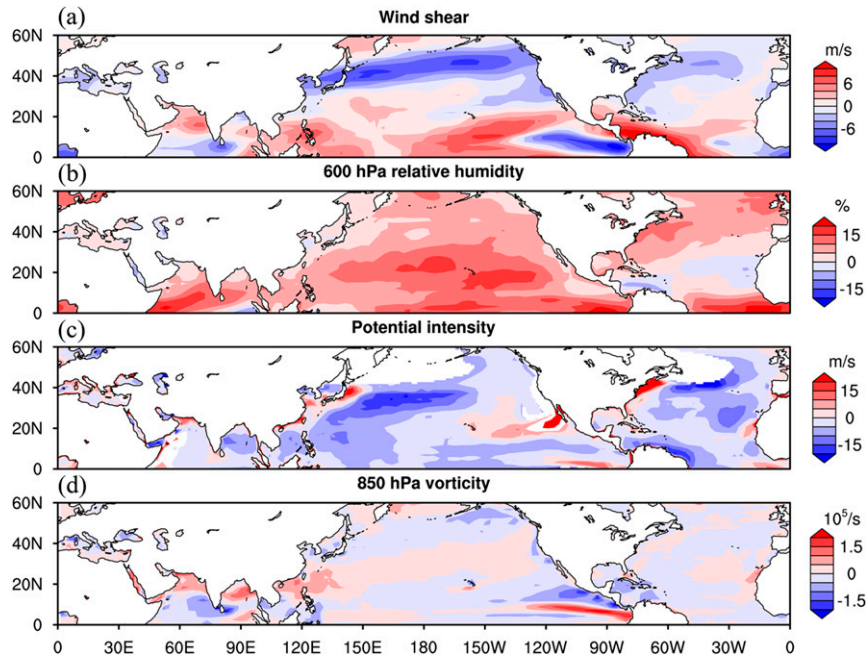 (a) Wind shear
60N
40N
20N
0
m/s
6
0
-6
(b) 600 hPa relative humidity
60N
40N
20N
0
%
15
0
-15
(c) Potential intensity
60N
40N
20N
0
m/s
15
0
-15
(d) 850 hPa vorticity
60N
40N
20N
0
10⁵/s
1.5
0
-1.5
0 30E 60E 90E 120E 150E 180E 150W 120W 90W 60W 30W 0